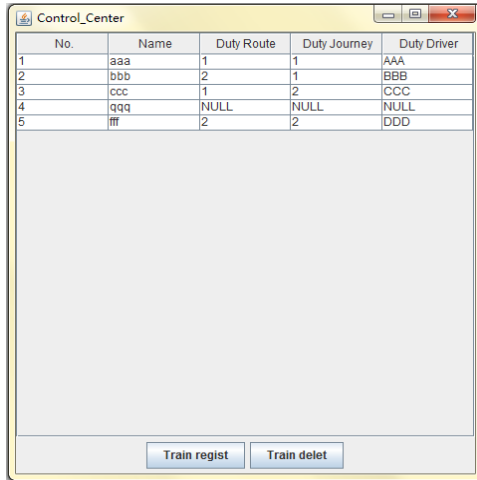 Control_Center
No. Name Duty Route Duty Journey Duty Driver
1 aaa 1 1 AAA
2 bbb 2 1 BBB
3 ccc 1 2 CCC
4 qqq NULL NULL NULL
5 fff 2 2 DDD
Train regist Train delet